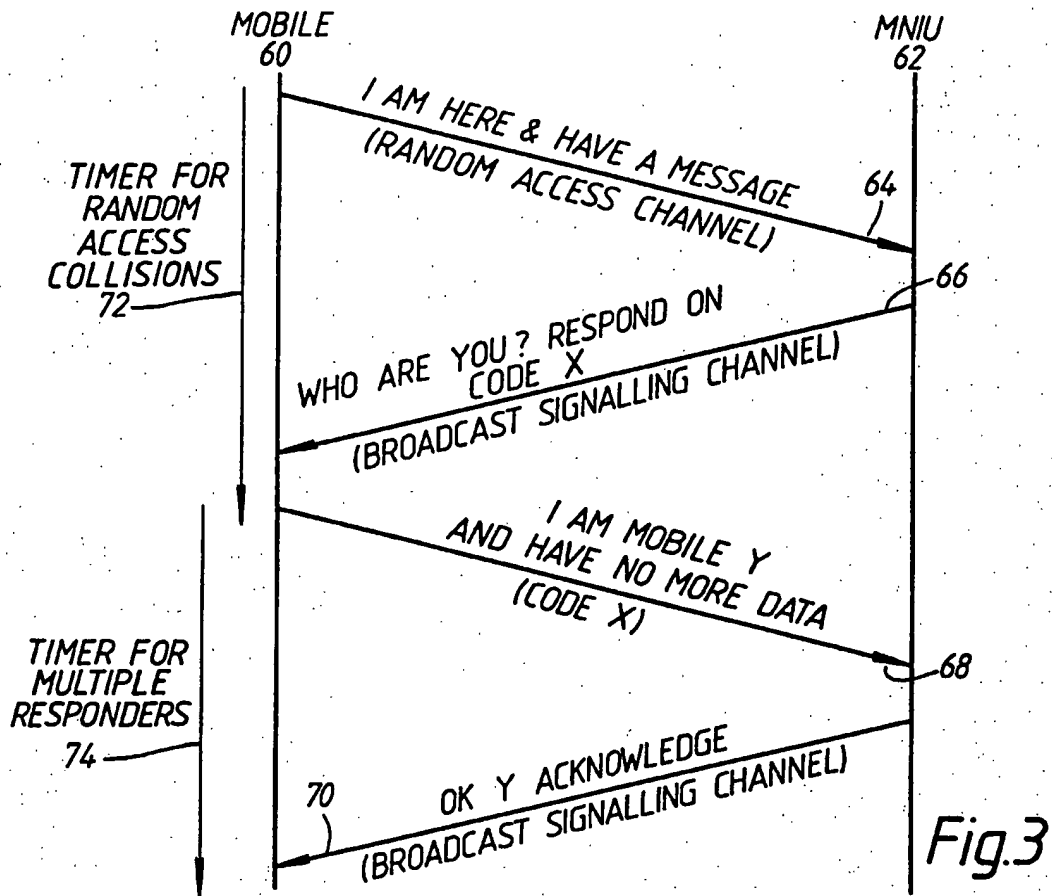 MOBILE
60
MNIU
62
I AM HERE & HAVE A MESSAGE
(RANDOM ACCESS CHANNEL)
64
TIMER FOR
RANDOM
ACCESS
COLLISIONS
72
66
WHO ARE YOU? RESPOND ON
CODE X
(BROADCAST SIGNALLING CHANNEL)
I AM MOBILE Y
AND HAVE NO MORE DATA
(CODE X)
68
TIMER FOR
MULTIPLE
RESPONDERS
74
70
OK Y ACKNOWLEDGE
(BROADCAST SIGNALLING CHANNEL)
Fig.3